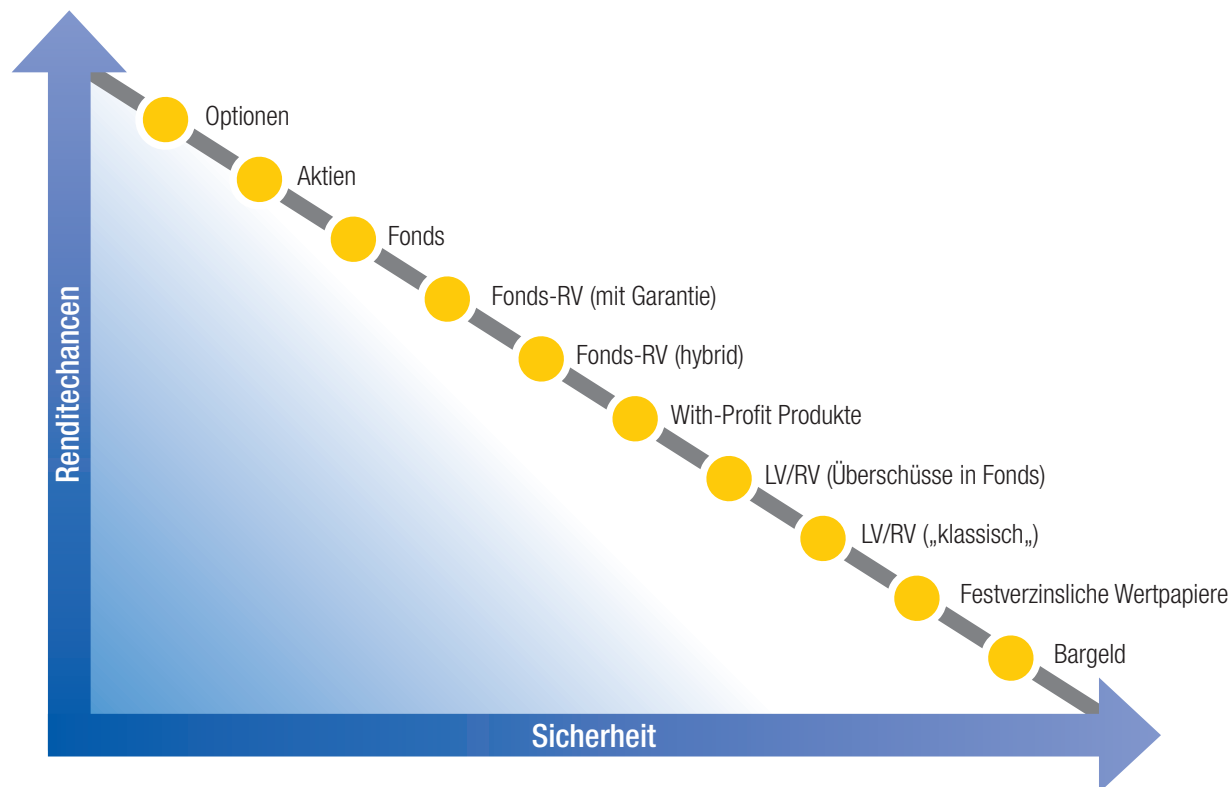 Optionen
Aktien
Fonds
Fonds-RV (mit Garantie)
Fonds-RV (hybrid)
With-Profit Produkte
LV/RV (Überschüsse in Fonds)
LV/RV („klassisch„)
Festverzinsliche Wertpapiere
Bargeld
Renditechancen
Sicherheit